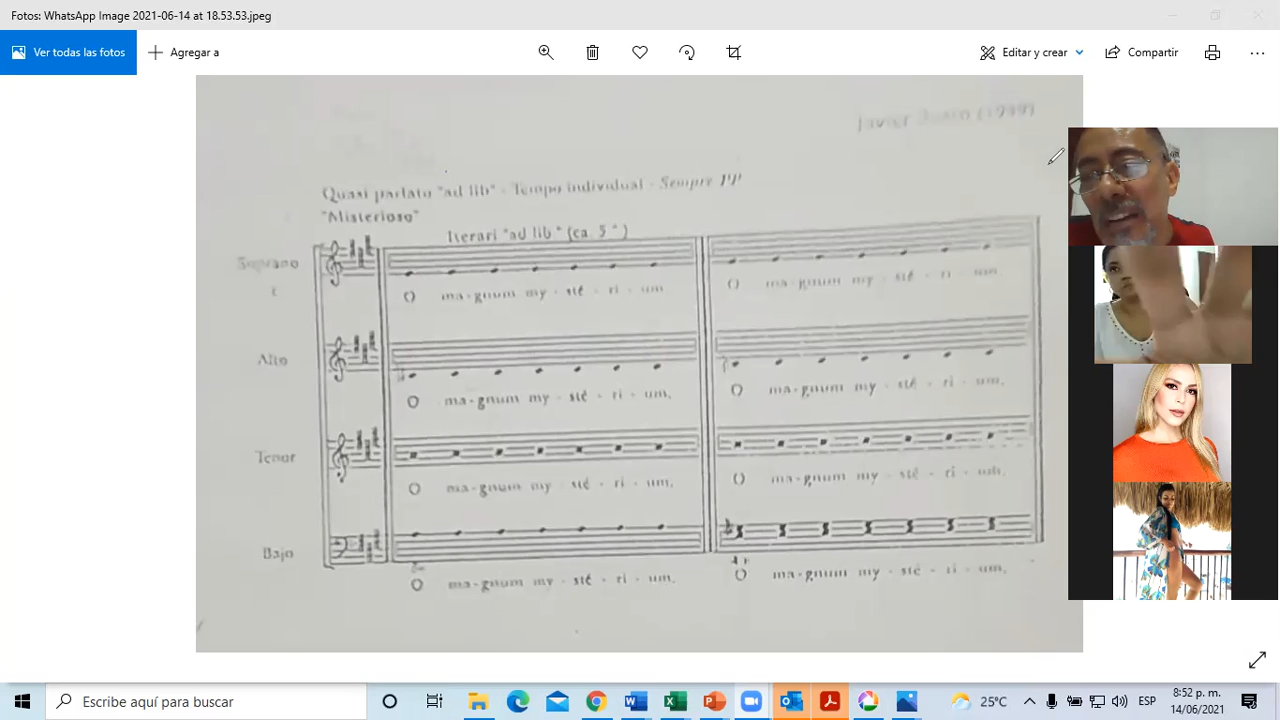 Fotos: WhatsApp Image 2021-06-14 at 18.53.53.jpeg
Ver todas las fotos
Agregar a
Editar y crear
Compartir
Javier (1999)
Quasi parlato "ad lib" - Tempo individual - Sempre PP
"Misterioso"
Iterari "ad lib" (ca. 5")
Soprano
O ma-gnum my-sté-ri-um
O ma-gnum my-sté-ri-um
Alto
O ma-gnum my-sté-ri-um,
O ma-gnum my-sté-ri-um,
Tenor
O ma-gnum my-sté-ri-um,
O ma-gnum my-sté-ri-um,
Bajo
O ma-gnum my-sté-ri-um,
O ma-gnum my-sté-ri-um,
Escribe aquí para buscar
25°C
ESP
8:52 p. m.
14/06/2021